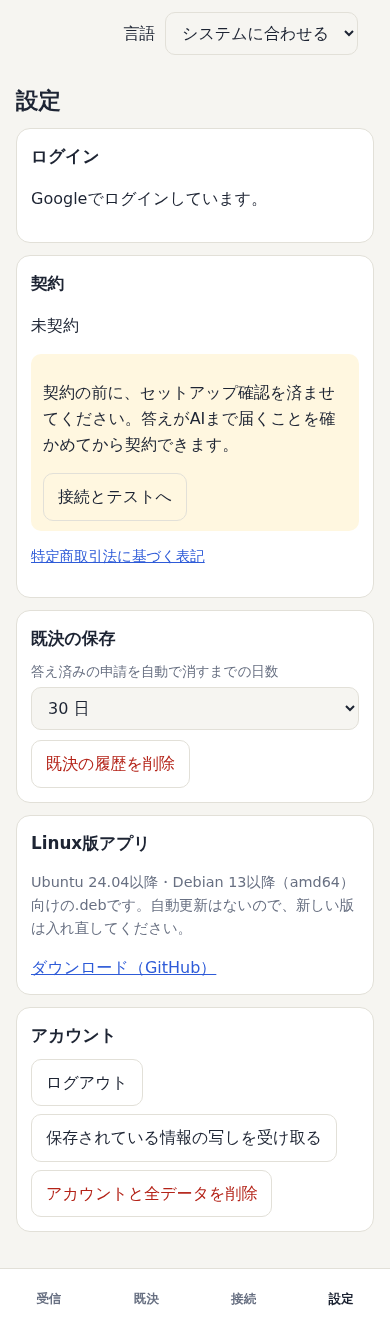 言語 システムに合わせる
設定
ログイン
Googleでログインしています。
契約
未契約
契約の前に、セットアップ確認を済ませ
てください。答えがAIまで届くことを確
かめてから契約できます。
接続とテストへ
特定商取引法に基づく表記
既決の保存
答え済みの申請を自動で消すまでの日数
30 日
既決の履歴を削除
Linux版アプリ
Ubuntu 24.04以降・Debian 13以降（amd64）
向けの.debです。自動更新はないので、新しい版
は入れ直してください。
ダウンロード（GitHub）
アカウント
ログアウト
保存されている情報の写しを受け取る
アカウントと全データを削除
受信 既決 接続 設定